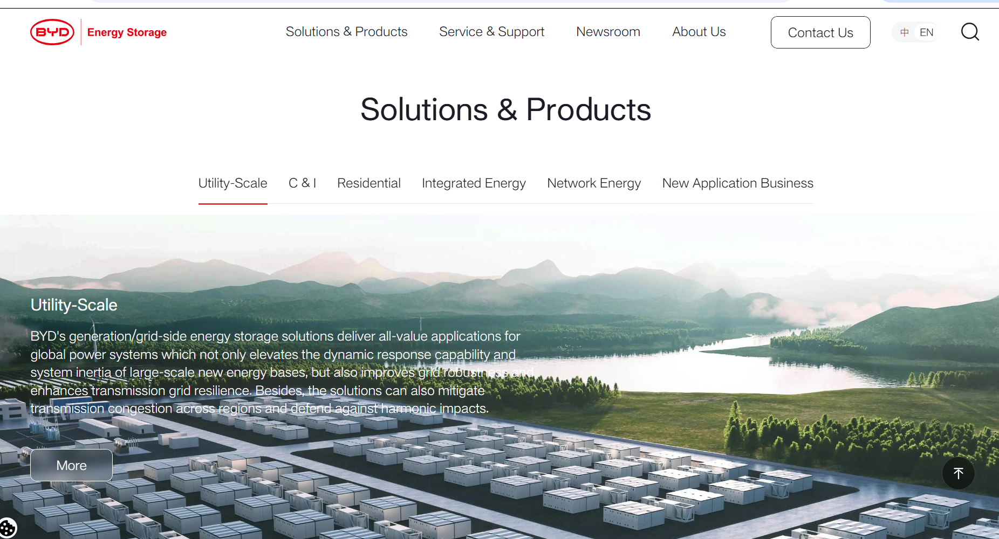 BYD Energy Storage
Solutions & Products
Service & Support
Newsroom
About Us
Contact Us
中 EN
Solutions & Products
Utility-Scale
C & I
Residential
Integrated Energy
Network Energy
New Application Business
Utility-Scale
BYD's generation/grid-side energy storage solutions deliver all-value applications for
global power systems which not only elevates the dynamic response capability and
system inertia of large-scale new energy bases, but also improves grid robustness and
enhances transmission grid resilience. Besides, the solutions can also mitigate
transmission congestion across regions and defend against harmonic impacts.
More